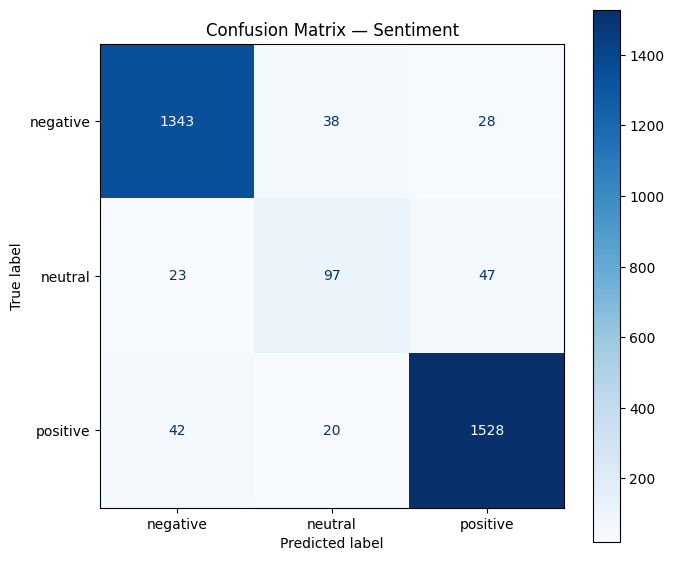 Confusion Matrix — Sentiment
negative
1343
38
28
neutral
23
97
47
positive
42
20
1528
negative
neutral
positive
Predicted label
True label
1400
1200
1000
800
600
400
200